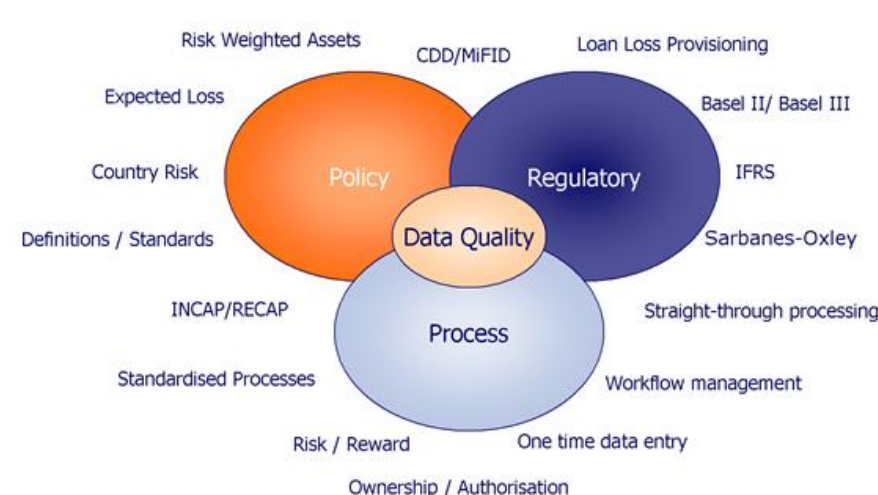 Risk Weighted Assets
CDD/MiFID
Loan Loss Provisioning
Expected Loss
Basel II/ Basel III
Country Risk
Policy
Regulatory
IFRS
Definitions / Standards
Data Quality
Sarbanes-Oxley
INCAP/RECAP
Straight-through processing
Process
Standardised Processes
Workflow management
Risk / Reward
One time data entry
Ownership / Authorisation